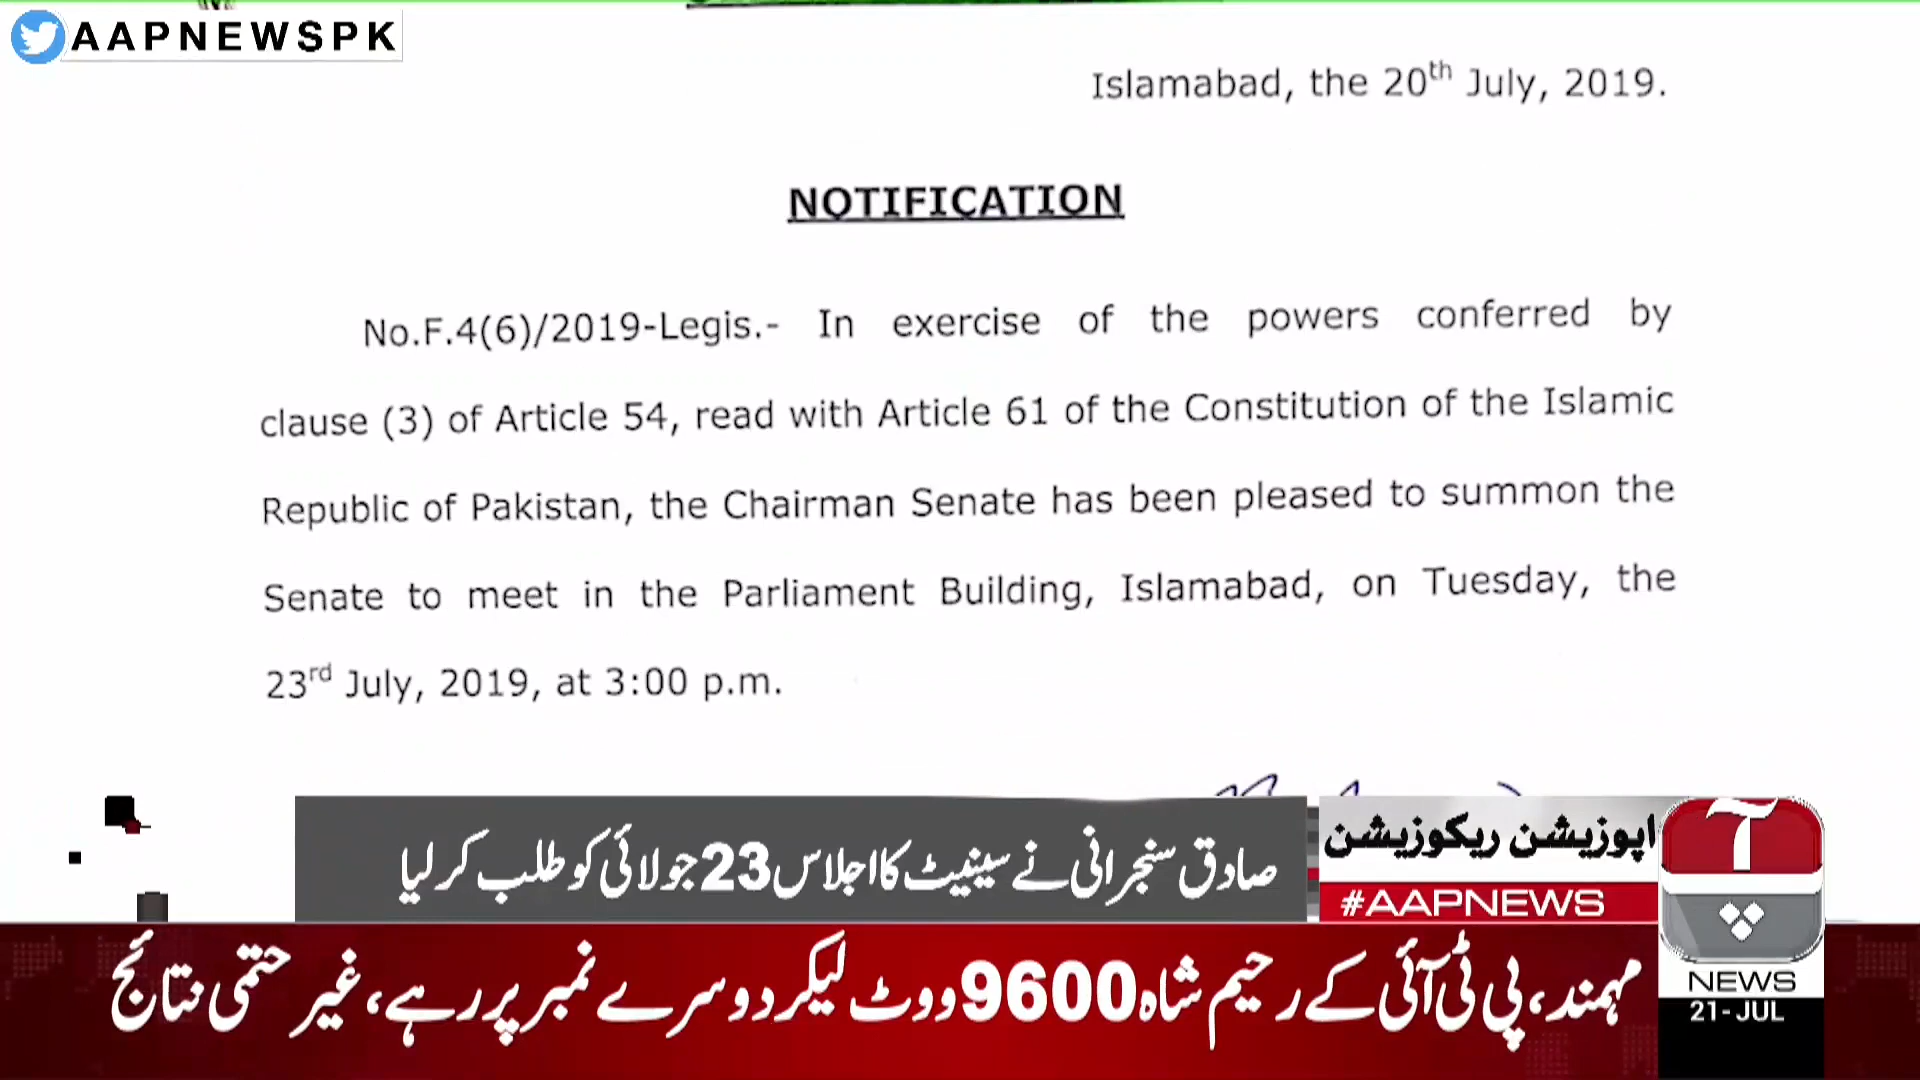 AAPNEWSPK
Islamabad, the 20th July, 2019.
NOTIFICATION
No.F.4(6)/2019-Legis.- In exercise of the powers conferred by
clause (3) of Article 54, read with Article 61 of the Constitution of the Islamic
Republic of Pakistan, the Chairman Senate has been pleased to summon the
Senate to meet in the Parliament Building, Islamabad, on Tuesday, the
23rd July, 2019, at 3:00 p.m.
اپوزیشن ریکوزیشن
صادق سنجرانی نے سینیٹ کا اجلاس 23 جولائی کو طلب کر لیا
#AAPNEWS
مہمند، پی ٹی آئی کے رحیم شاہ 9600 ووٹ لیکر دوسرے نمبر پر رہے، غیر حتمی نتائج
آپ
NEWS
21-JUL